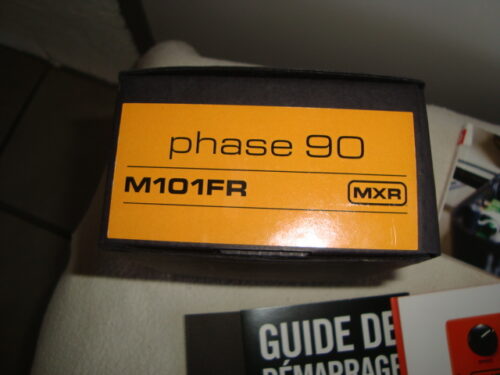 phase 90
M101FR
MXR
GUIDE DE
DÉMARRAGE